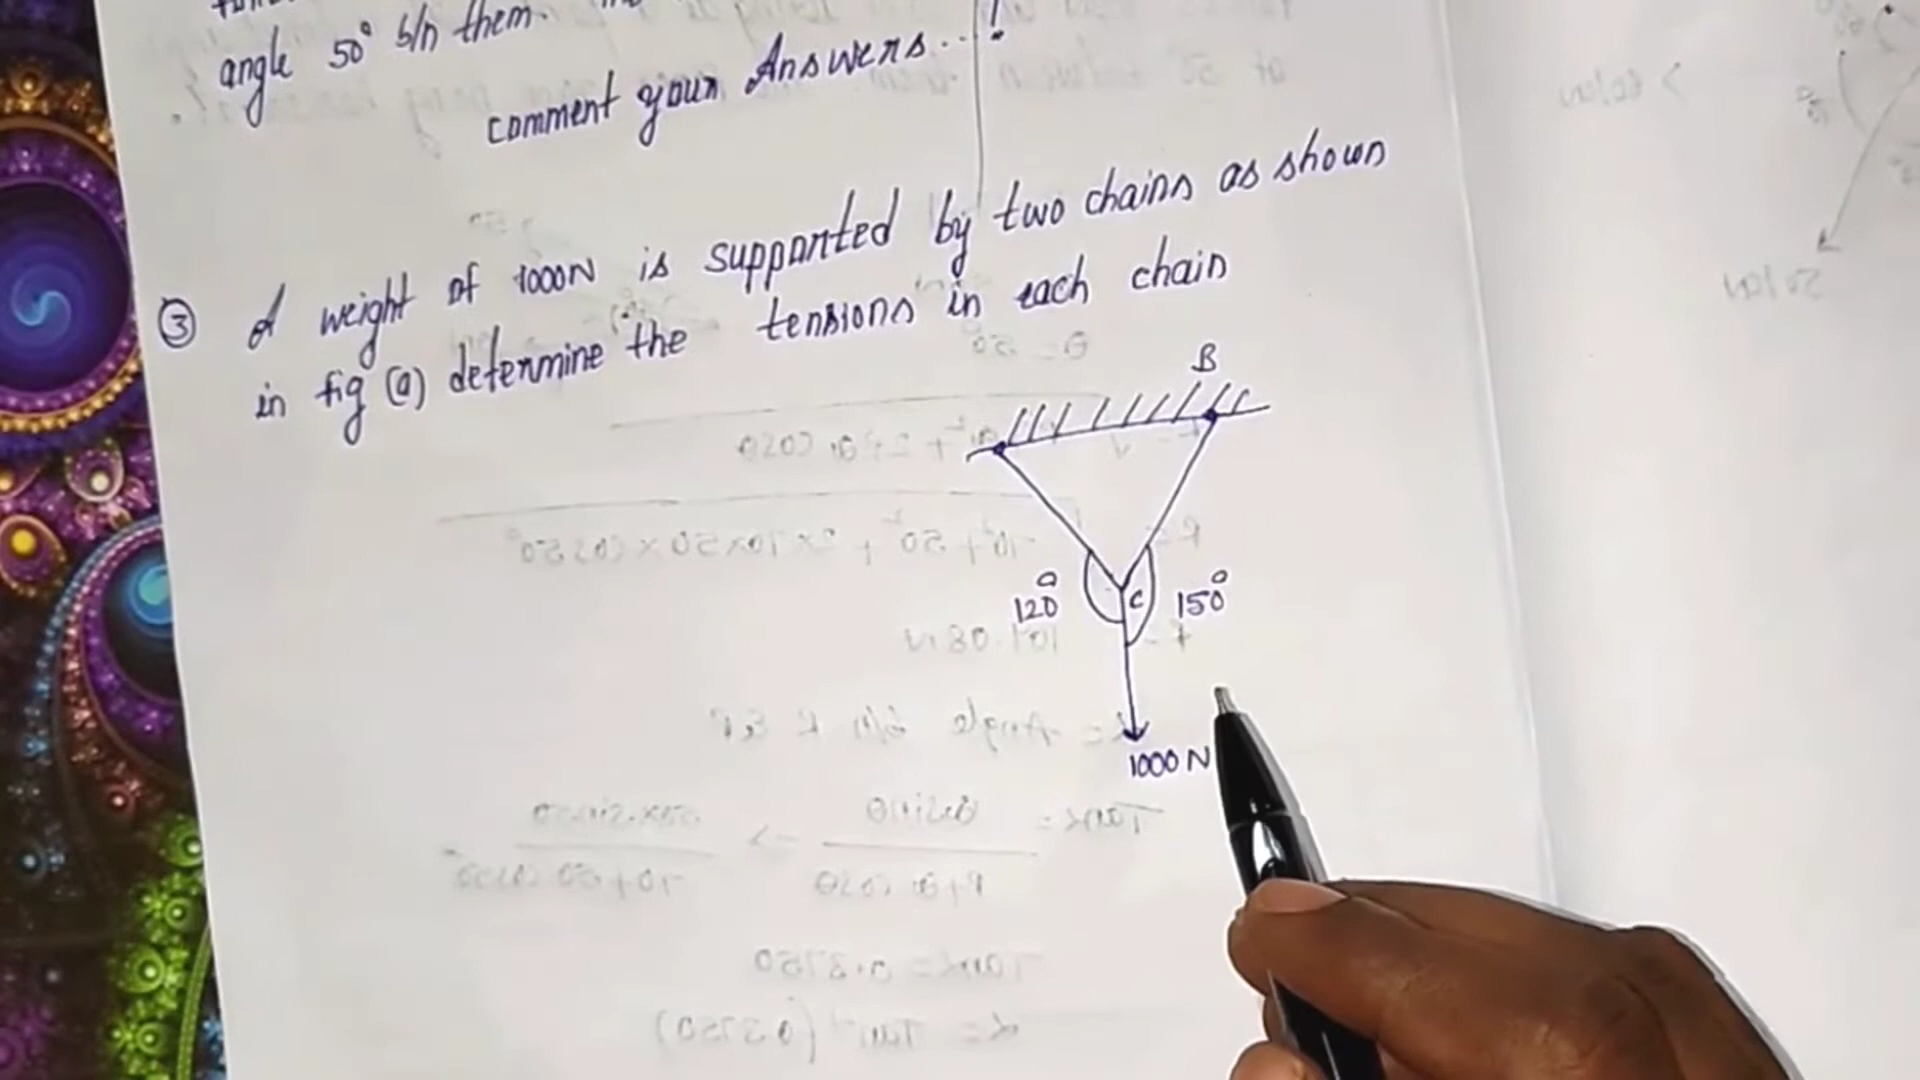 angle 50° b/n them.
comment your Answers...!
③ A weight of 1000N is supported by two chains as shown
in fig (a) determine the tensions in each chain
B
120°
C
150°
1000 N